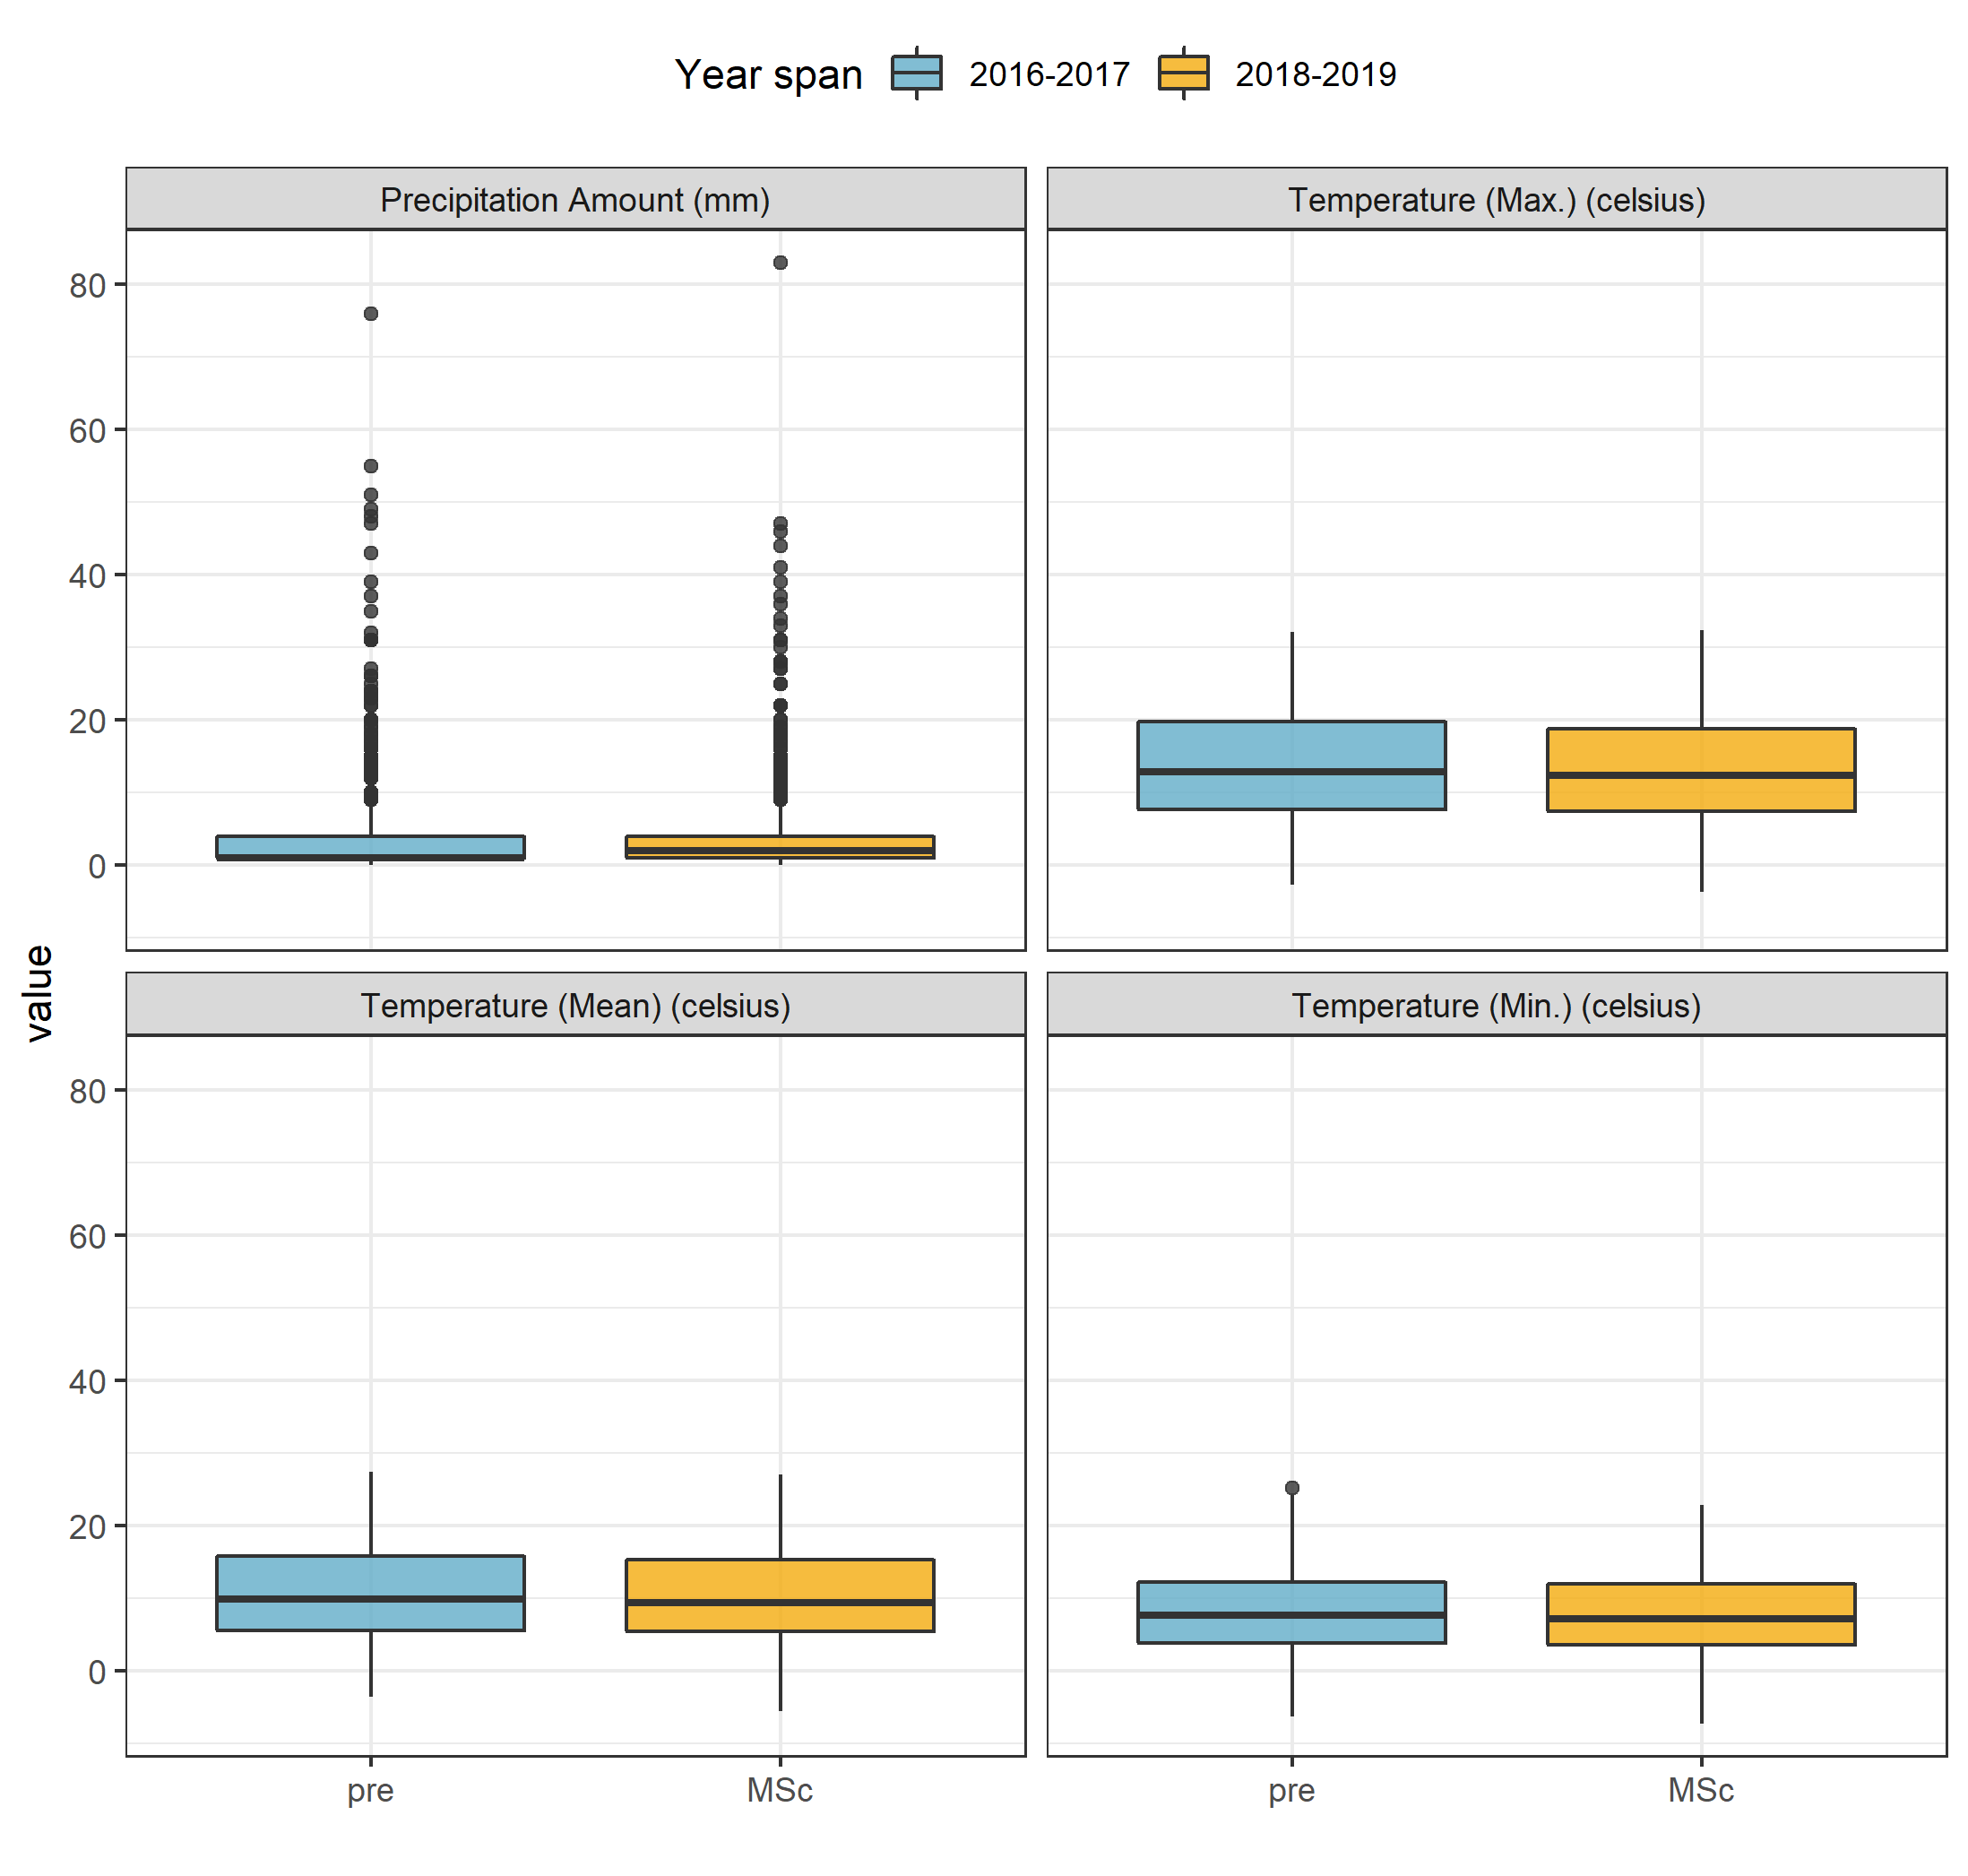 Year span 2016-2017 2018-2019
Precipitation Amount (mm) Temperature (Max.) (celsius)
80
60
40
20
0
value
Temperature (Mean) (celsius) Temperature (Min.) (celsius)
80
60
40
20
0
pre MSc pre MSc